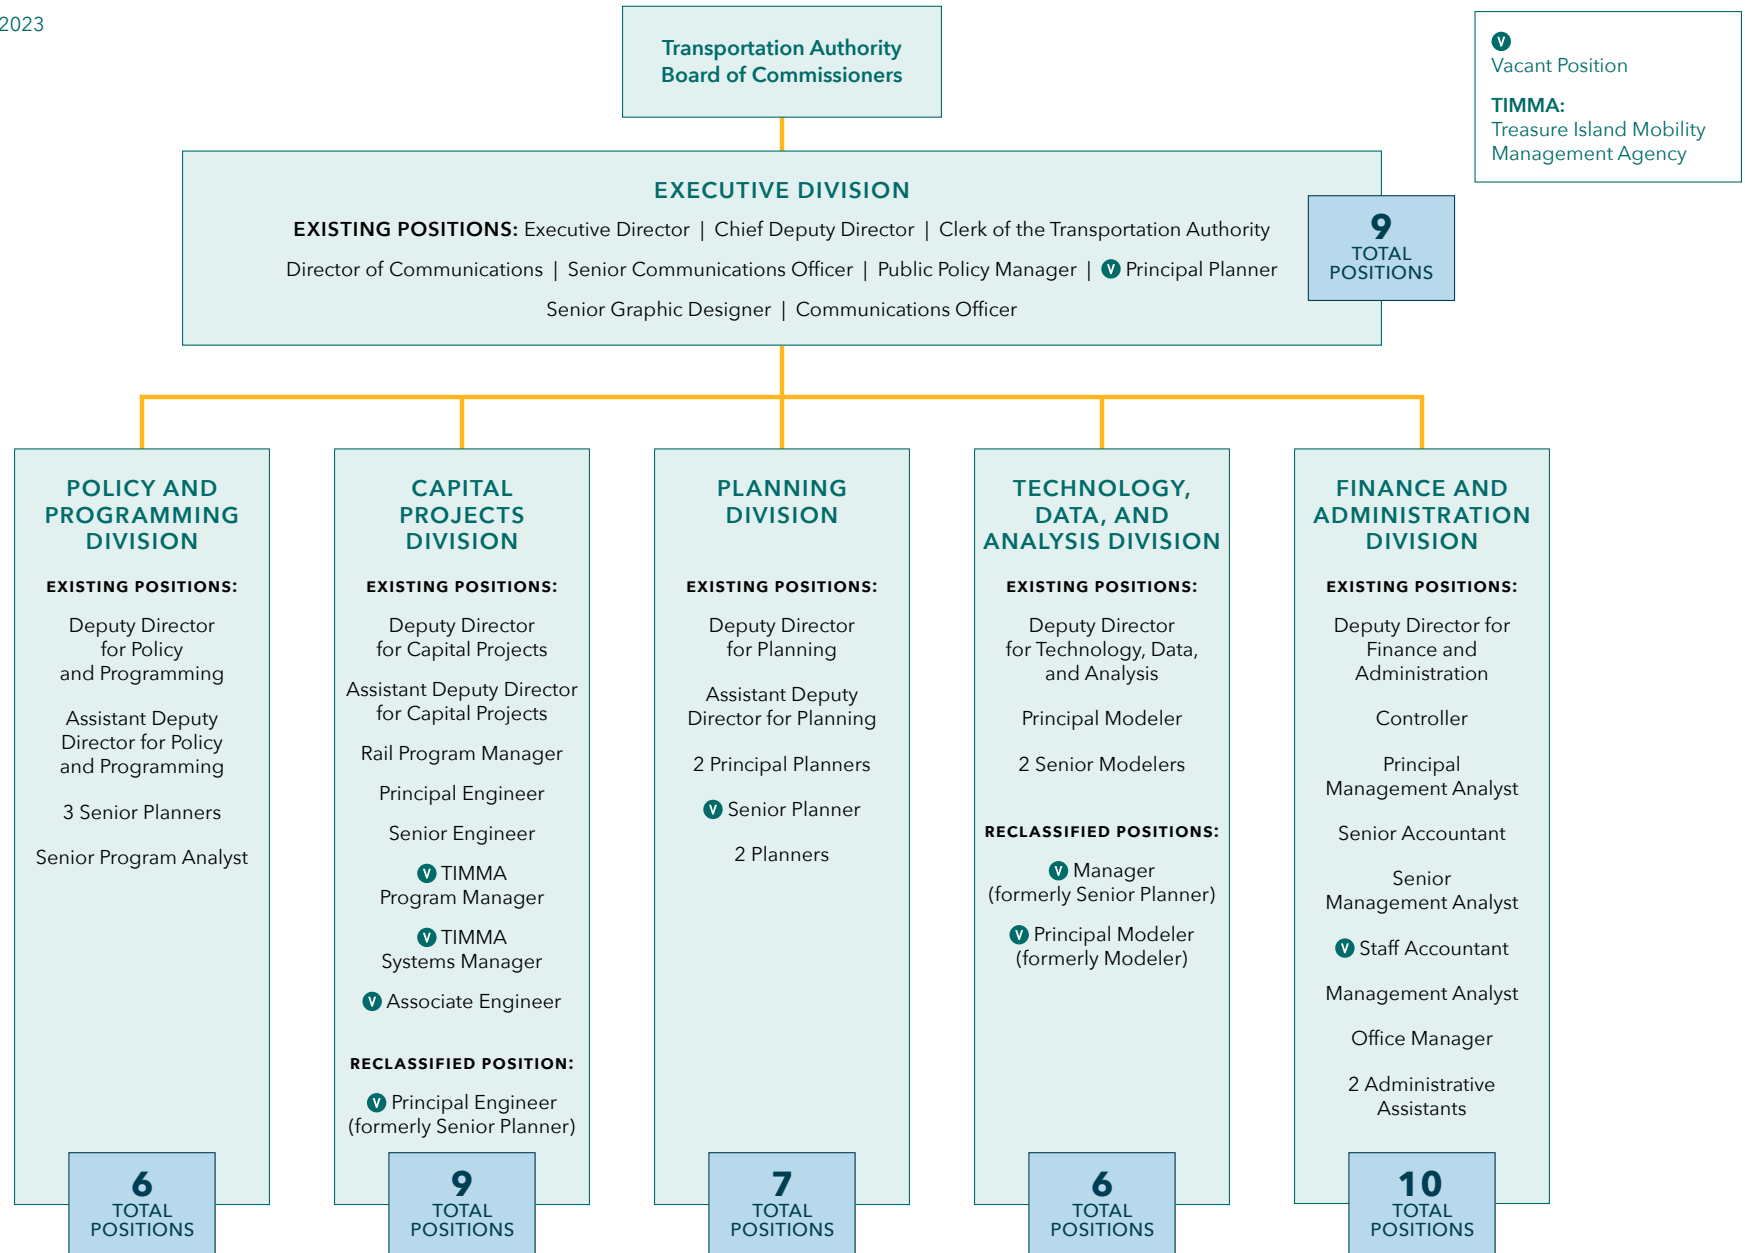 2023
Transportation Authority
Board of Commissioners
V
Vacant Position
TIMMA:
Treasure Island Mobility
Management Agency
EXECUTIVE DIVISION
EXISTING POSITIONS: Executive Director | Chief Deputy Director | Clerk of the Transportation Authority
Director of Communications | Senior Communications Officer | Public Policy Manager | V Principal Planner
Senior Graphic Designer | Communications Officer
9
TOTAL
POSITIONS
POLICY AND
PROGRAMMING
DIVISION
EXISTING POSITIONS:
Deputy Director
for Policy
and Programming
Assistant Deputy
Director for Policy
and Programming
3 Senior Planners
Senior Program Analyst
6
TOTAL
POSITIONS
CAPITAL
PROJECTS
DIVISION
EXISTING POSITIONS:
Deputy Director
for Capital Projects
Assistant Deputy Director
for Capital Projects
Rail Program Manager
Principal Engineer
Senior Engineer
V TIMMA
Program Manager
V TIMMA
Systems Manager
V Associate Engineer
RECLASSIFIED POSITION:
V Principal Engineer
(formerly Senior Planner)
9
TOTAL
POSITIONS
PLANNING
DIVISION
EXISTING POSITIONS:
Deputy Director
for Planning
Assistant Deputy
Director for Planning
2 Principal Planners
V Senior Planner
2 Planners
7
TOTAL
POSITIONS
TECHNOLOGY,
DATA, AND
ANALYSIS DIVISION
EXISTING POSITIONS:
Deputy Director
for Technology, Data,
and Analysis
Principal Modeler
2 Senior Modelers
RECLASSIFIED POSITIONS:
V Manager
(formerly Senior Planner)
V Principal Modeler
(formerly Modeler)
6
TOTAL
POSITIONS
FINANCE AND
ADMINISTRATION
DIVISION
EXISTING POSITIONS:
Deputy Director for
Finance and
Administration
Controller
Principal
Management Analyst
Senior Accountant
Senior
Management Analyst
V Staff Accountant
Management Analyst
Office Manager
2 Administrative
Assistants
10
TOTAL
POSITIONS